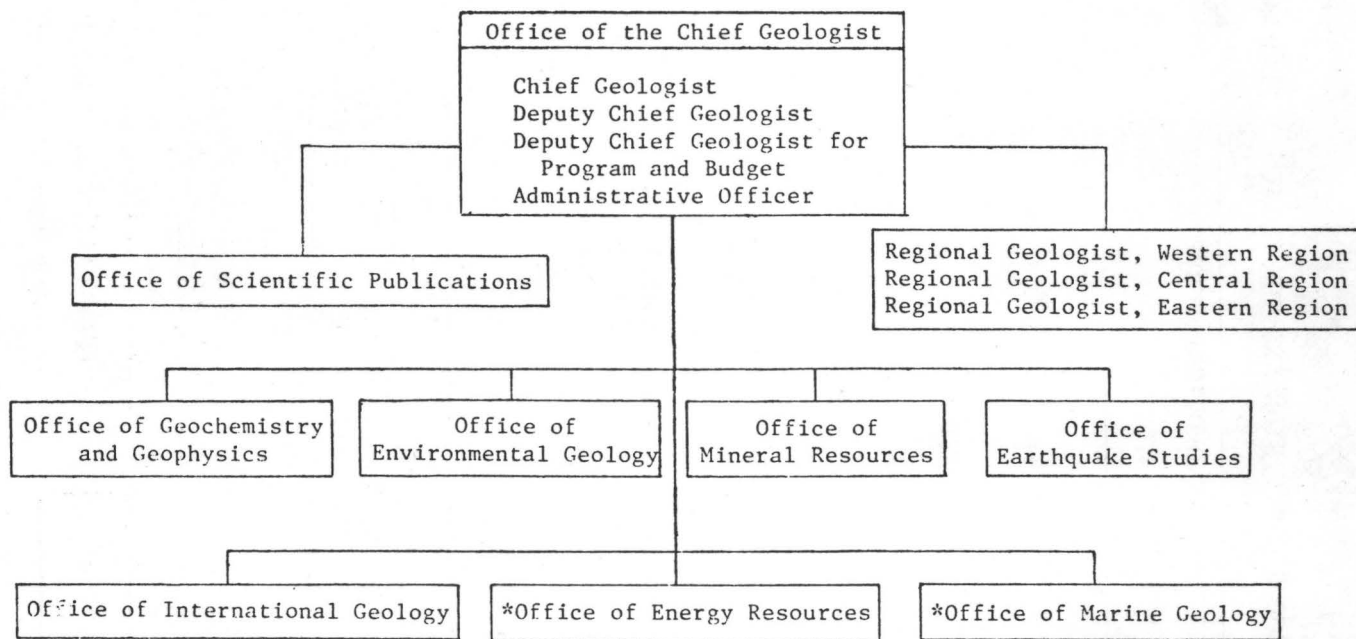 Office of the Chief Geologist
Chief Geologist
Deputy Chief Geologist
Deputy Chief Geologist for
Program and Budget
Administrative Officer
Office of Scientific Publications
Regional Geologist, Western Region
Regional Geologist, Central Region
Regional Geologist, Eastern Region
Office of Geochemistry
and Geophysics
Office of
Environmental Geology
Office of
Mineral Resources
Office of
Earthquake Studies
Office of International Geology
*Office of Energy Resources
*Office of Marine Geology